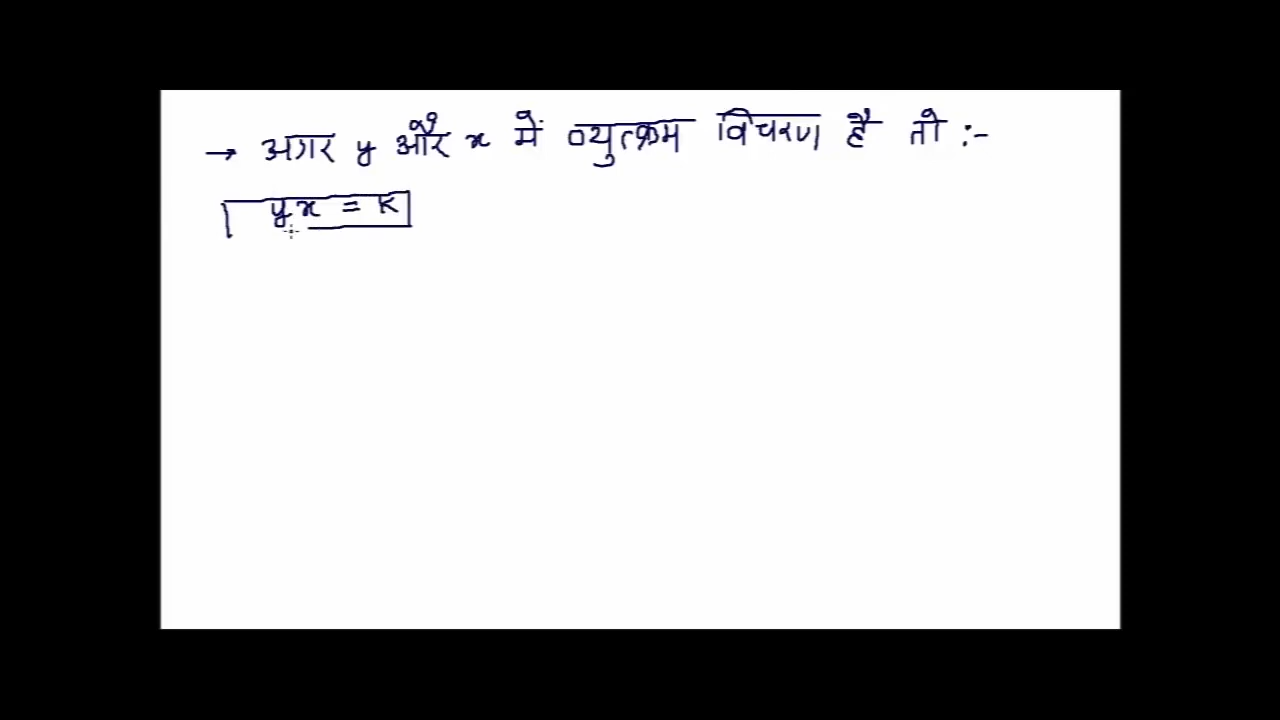 → अगर y और x में व्युत्क्रम विचरण है तो :-
yx = K